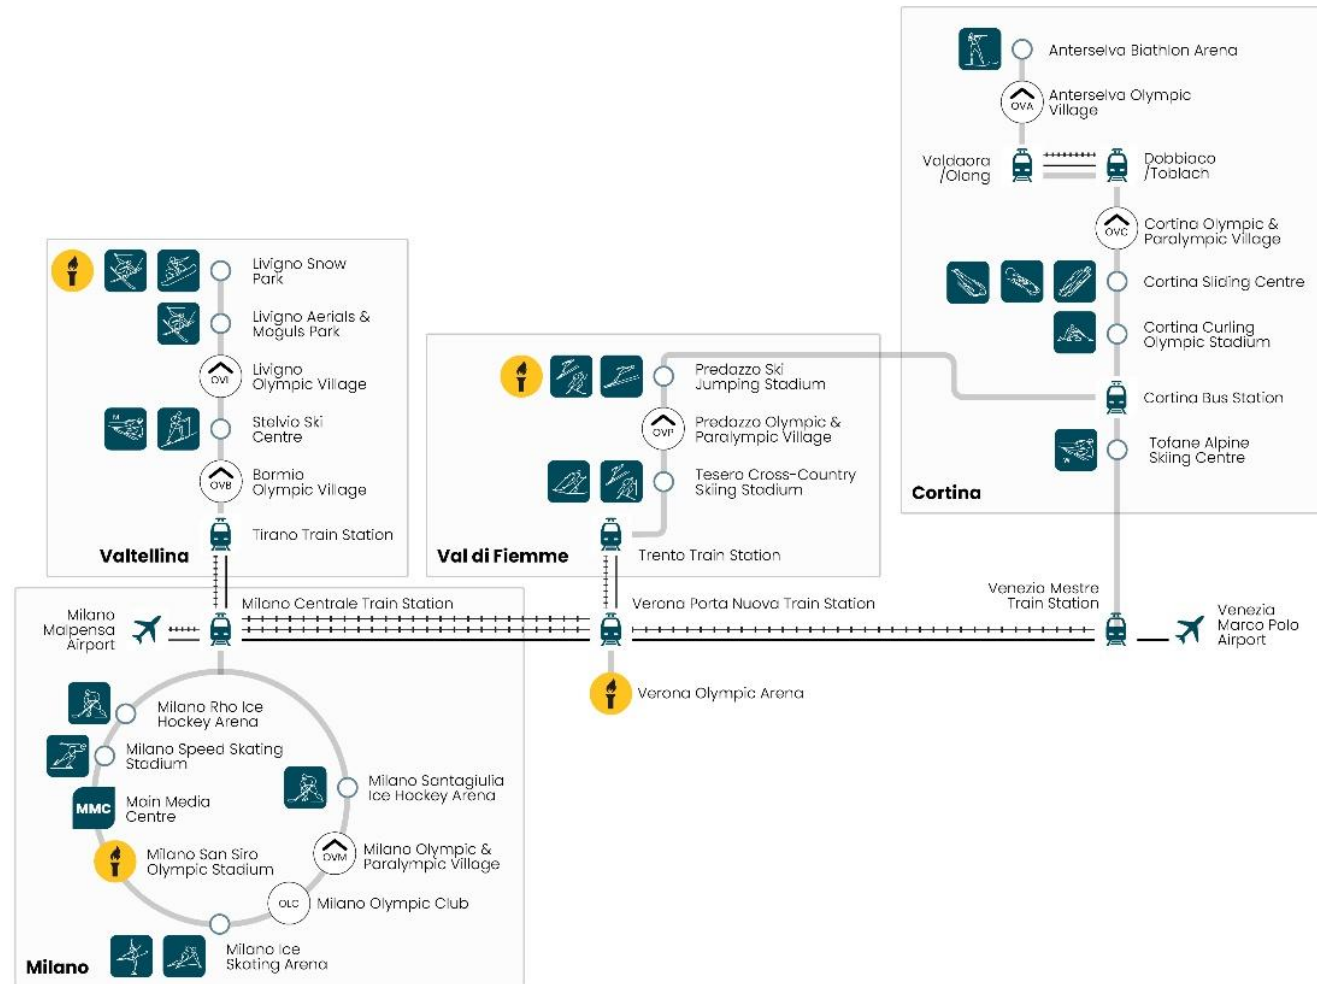 Anterselva Biathlon Arena
OVA
Anterselva Olympic
Village
Valdaora
/Olang
Dobbiaco
/Toblach
OVC
Cortina Olympic &
Paralympic Village
Cortina Sliding Centre
Cortina Curling
Olympic Stadium
Cortina Bus Station
Tofane Alpine
Skiing Centre
W
Cortina
Livigno Snow
Park
Livigno Aerials &
Moguls Park
OVL
Livigno
Olympic Village
M
Stelvio Ski
Centre
OVB
Bormio
Olympic Village
Tirano Train Station
Valtellina
Predazzo Ski
Jumping Stadium
OVP
Predazzo Olympic &
Paralympic Village
Tesero Cross-Country
Skiing Stadium
Val di Fiemme
Trento Train Station
Milano
Malpensa
Airport
Milano Centrale Train Station
Verona Porta Nuova Train Station
Venezia Mestre
Train Station
Venezia
Marco Polo
Airport
Verona Olympic Arena
Milano Rho Ice
Hockey Arena
Milano Speed Skating
Stadium
MMC
Main Media
Centre
Milano San Siro
Olympic Stadium
Milano Santagiulia
Ice Hockey Arena
OVM
Milano Olympic &
Paralympic Village
OLC
Milano Olympic Club
Milano Ice
Skating Arena
Milano